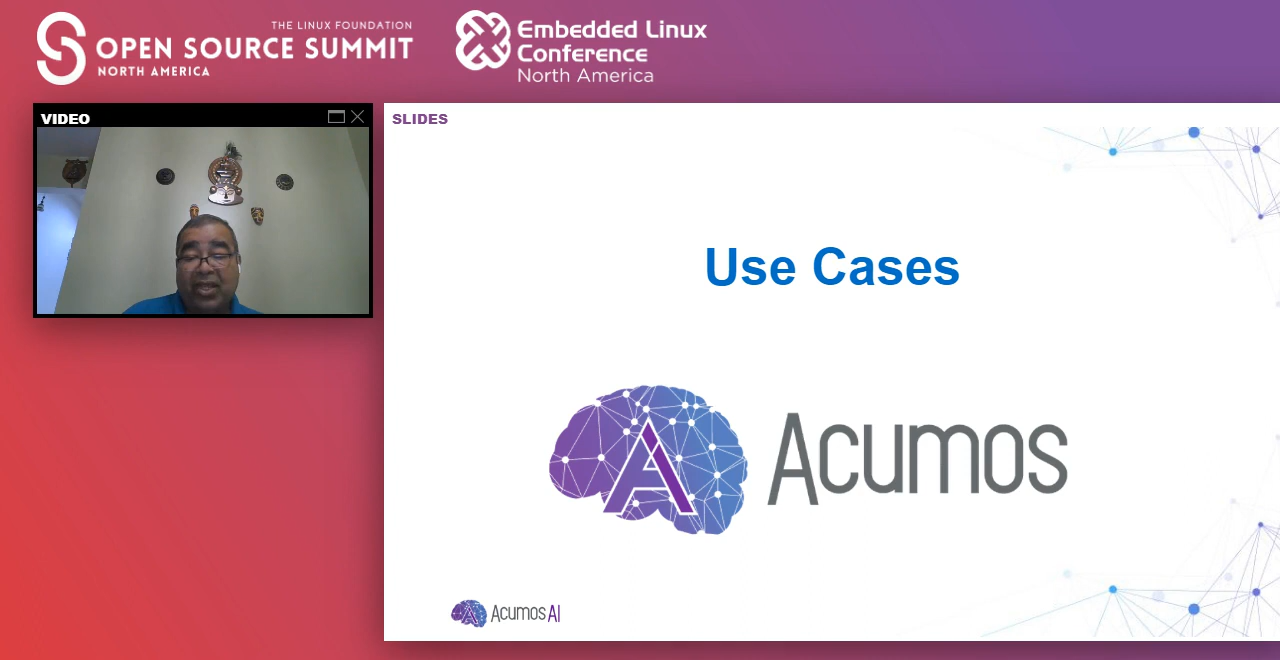 THE LINUX FOUNDATION
OPEN SOURCE SUMMIT
NORTH AMERICA
Embedded Linux
Conference
North America
VIDEO
SLIDES
Use Cases
Acumos
Acumos AI